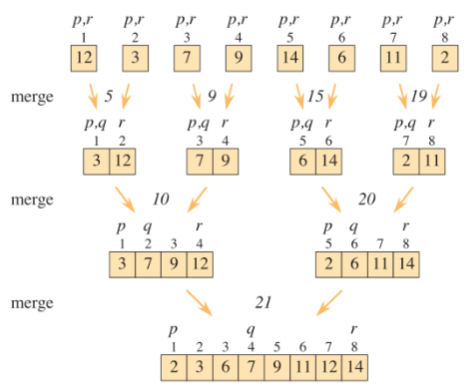 p,r p,r p,r p,r p,r p,r p,r p,r
1 2 3 4 5 6 7 8
12 3 7 9 14 6 11 2
merge 5 9 15 19
p,q r p,q r p,q r p,q r
1 2 3 4 5 6 7 8
3 12 7 9 6 14 2 11
merge 10 20
p q r p q r
1 2 3 4 5 6 7 8
3 7 9 12 2 6 11 14
merge 21
p q r
1 2 3 4 5 6 7 8
2 3 6 7 9 11 12 14